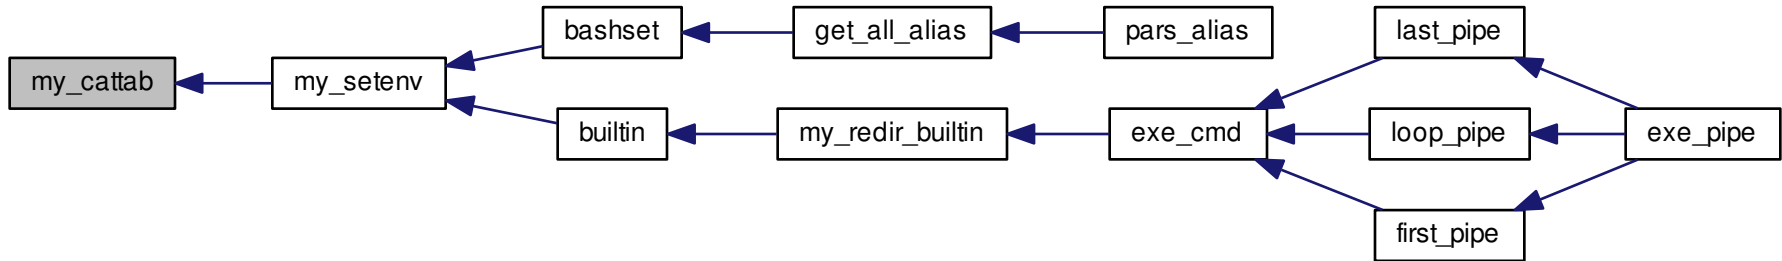 my_cattab
my_setenv
bashset
get_all_alias
pars_alias
builtin
my_redir_builtin
exe_cmd
last_pipe
loop_pipe
first_pipe
exe_pipe